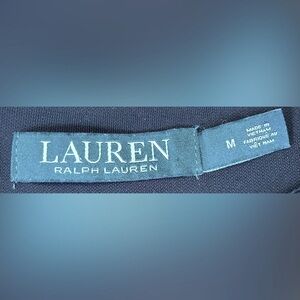 LAUREN
RALPH LAUREN
M
MADE IN
VIETNAM
FABRIQUÉ AU
VIET NAM